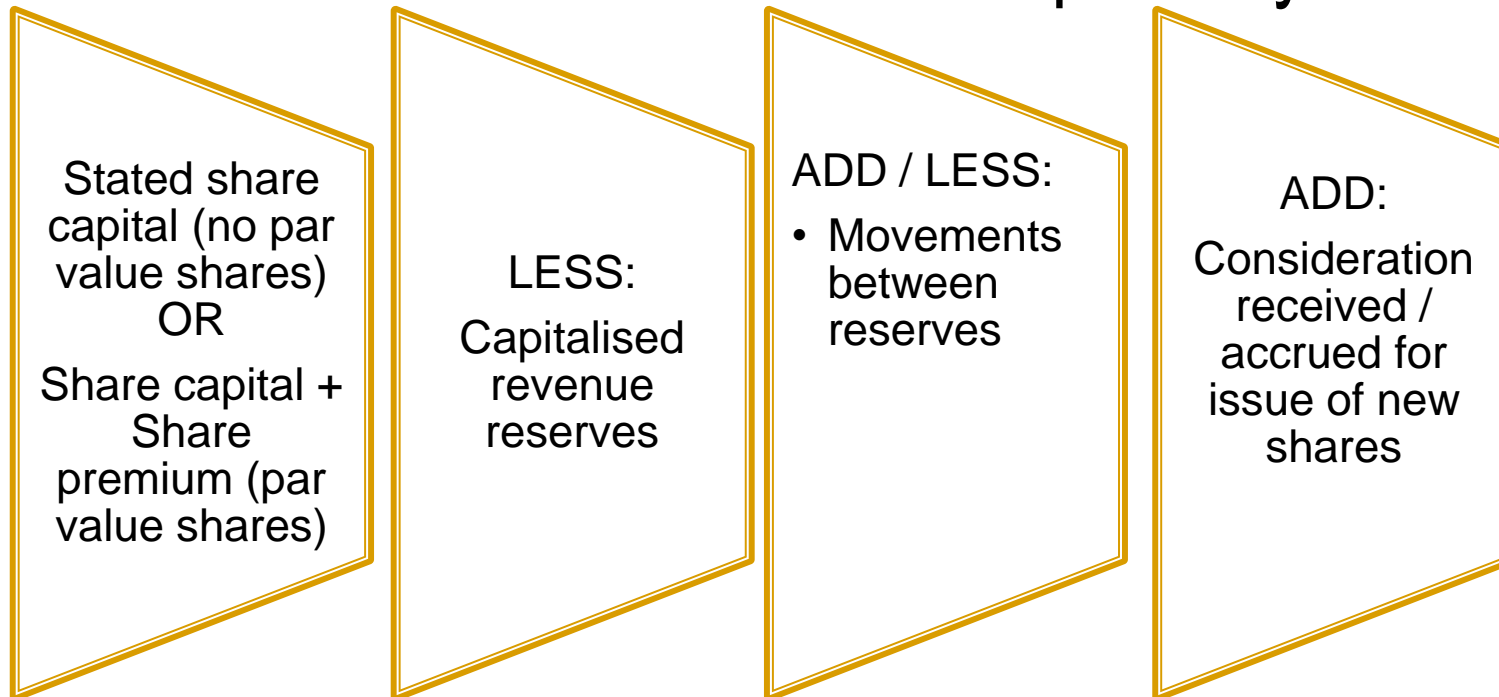 Stated share
capital (no par
value shares)
OR
Share capital +
Share
premium (par
value shares)
LESS:
Capitalised
revenue
reserves
ADD / LESS:
• Movements
between
reserves
ADD:
Consideration
received /
accrued for
issue of new
shares